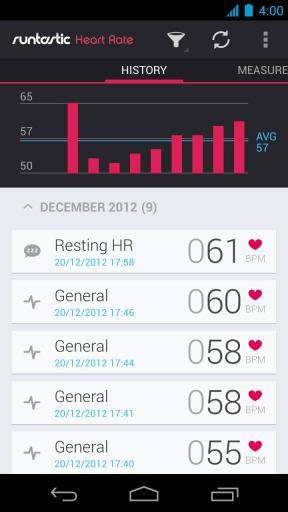 4:00
runtastic Heart Rate
HISTORY
MEASURE
65
57
50
AVG
57
DECEMBER 2012 (9)
zzz
Resting HR
20/12/2012 17:58
061
BPM
General
20/12/2012 17:46
060
BPM
General
20/12/2012 17:44
058
BPM
General
20/12/2012 17:41
058
BPM
General
20/12/2012 17:40
055
BPM